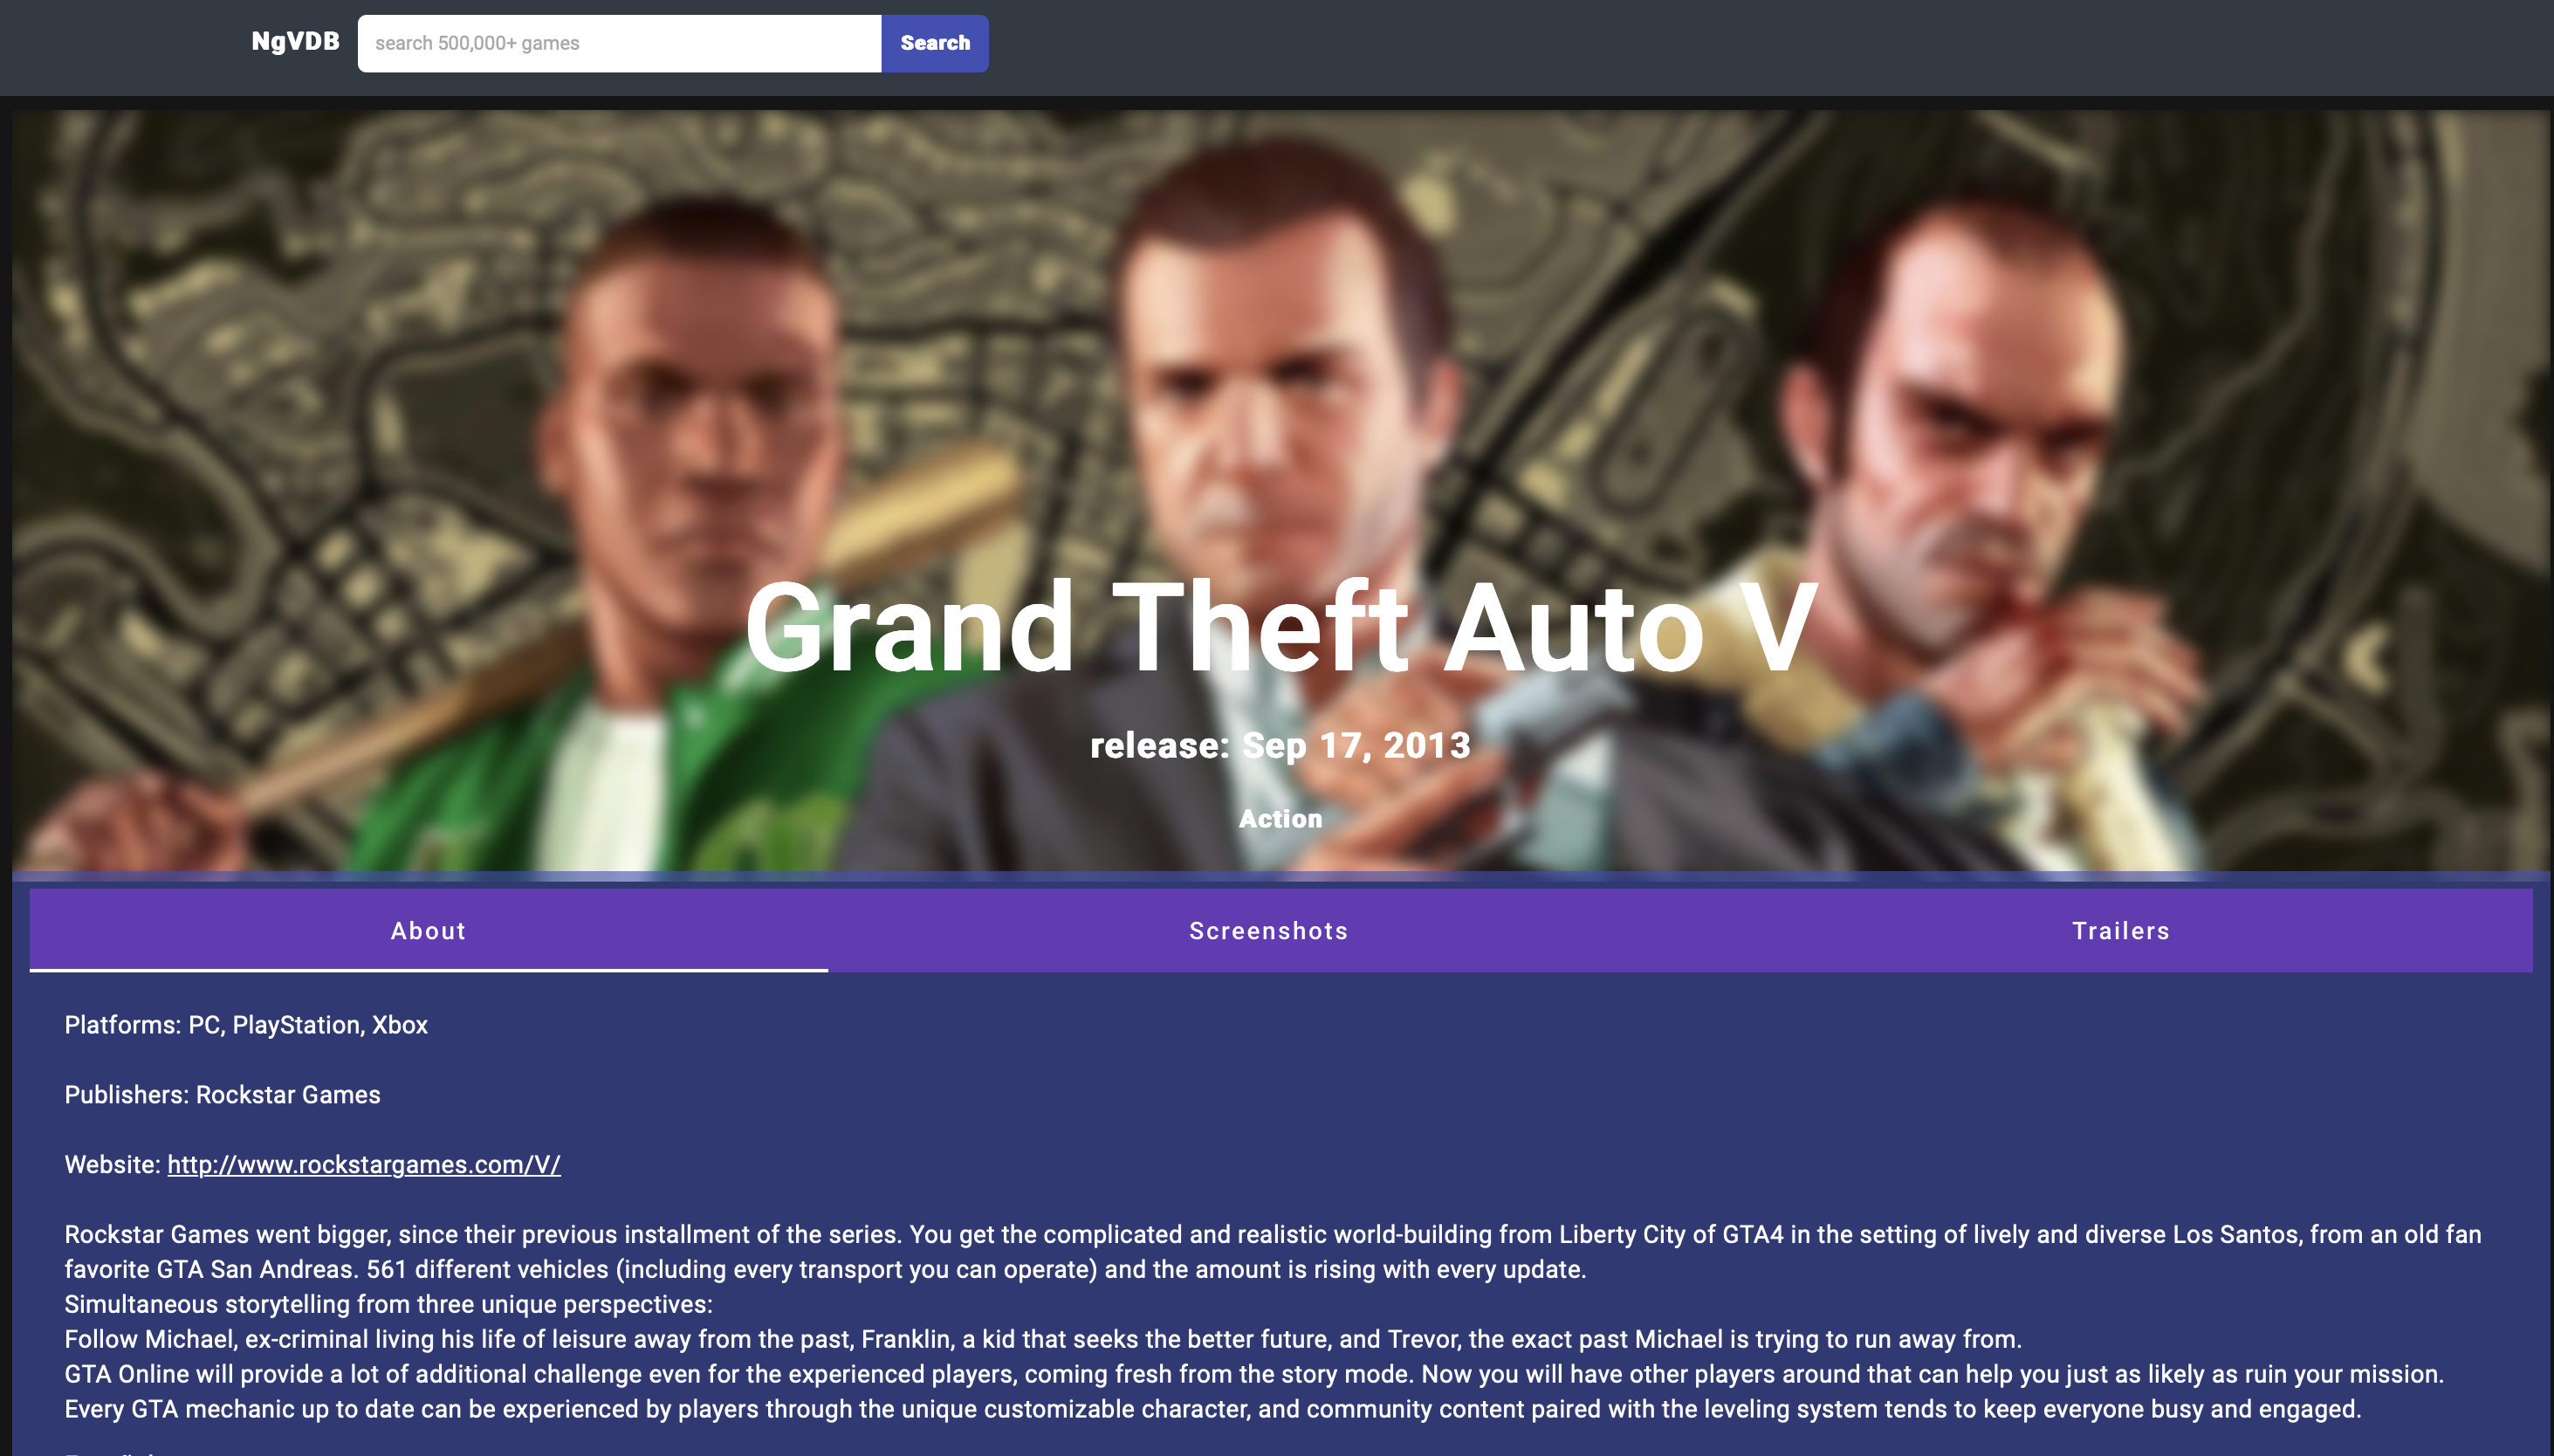 NgVDB
search 500,000+ games
Search
Grand Theft Auto V
release: Sep 17, 2013
Action
About
Screenshots
Trailers
Platforms: PC, PlayStation, Xbox
Publishers: Rockstar Games
Website: http://www.rockstargames.com/V/
Rockstar Games went bigger, since their previous installment of the series. You get the complicated and realistic world-building from Liberty City of GTA4 in the setting of lively and diverse Los Santos, from an old fan
favorite GTA San Andreas. 561 different vehicles (including every transport you can operate) and the amount is rising with every update.
Simultaneous storytelling from three unique perspectives:
Follow Michael, ex-criminal living his life of leisure away from the past, Franklin, a kid that seeks the better future, and Trevor, the exact past Michael is trying to run away from.
GTA Online will provide a lot of additional challenge even for the experienced players, coming fresh from the story mode. Now you will have other players around that can help you just as likely as ruin your mission.
Every GTA mechanic up to date can be experienced by players through the unique customizable character, and community content paired with the leveling system tends to keep everyone busy and engaged.